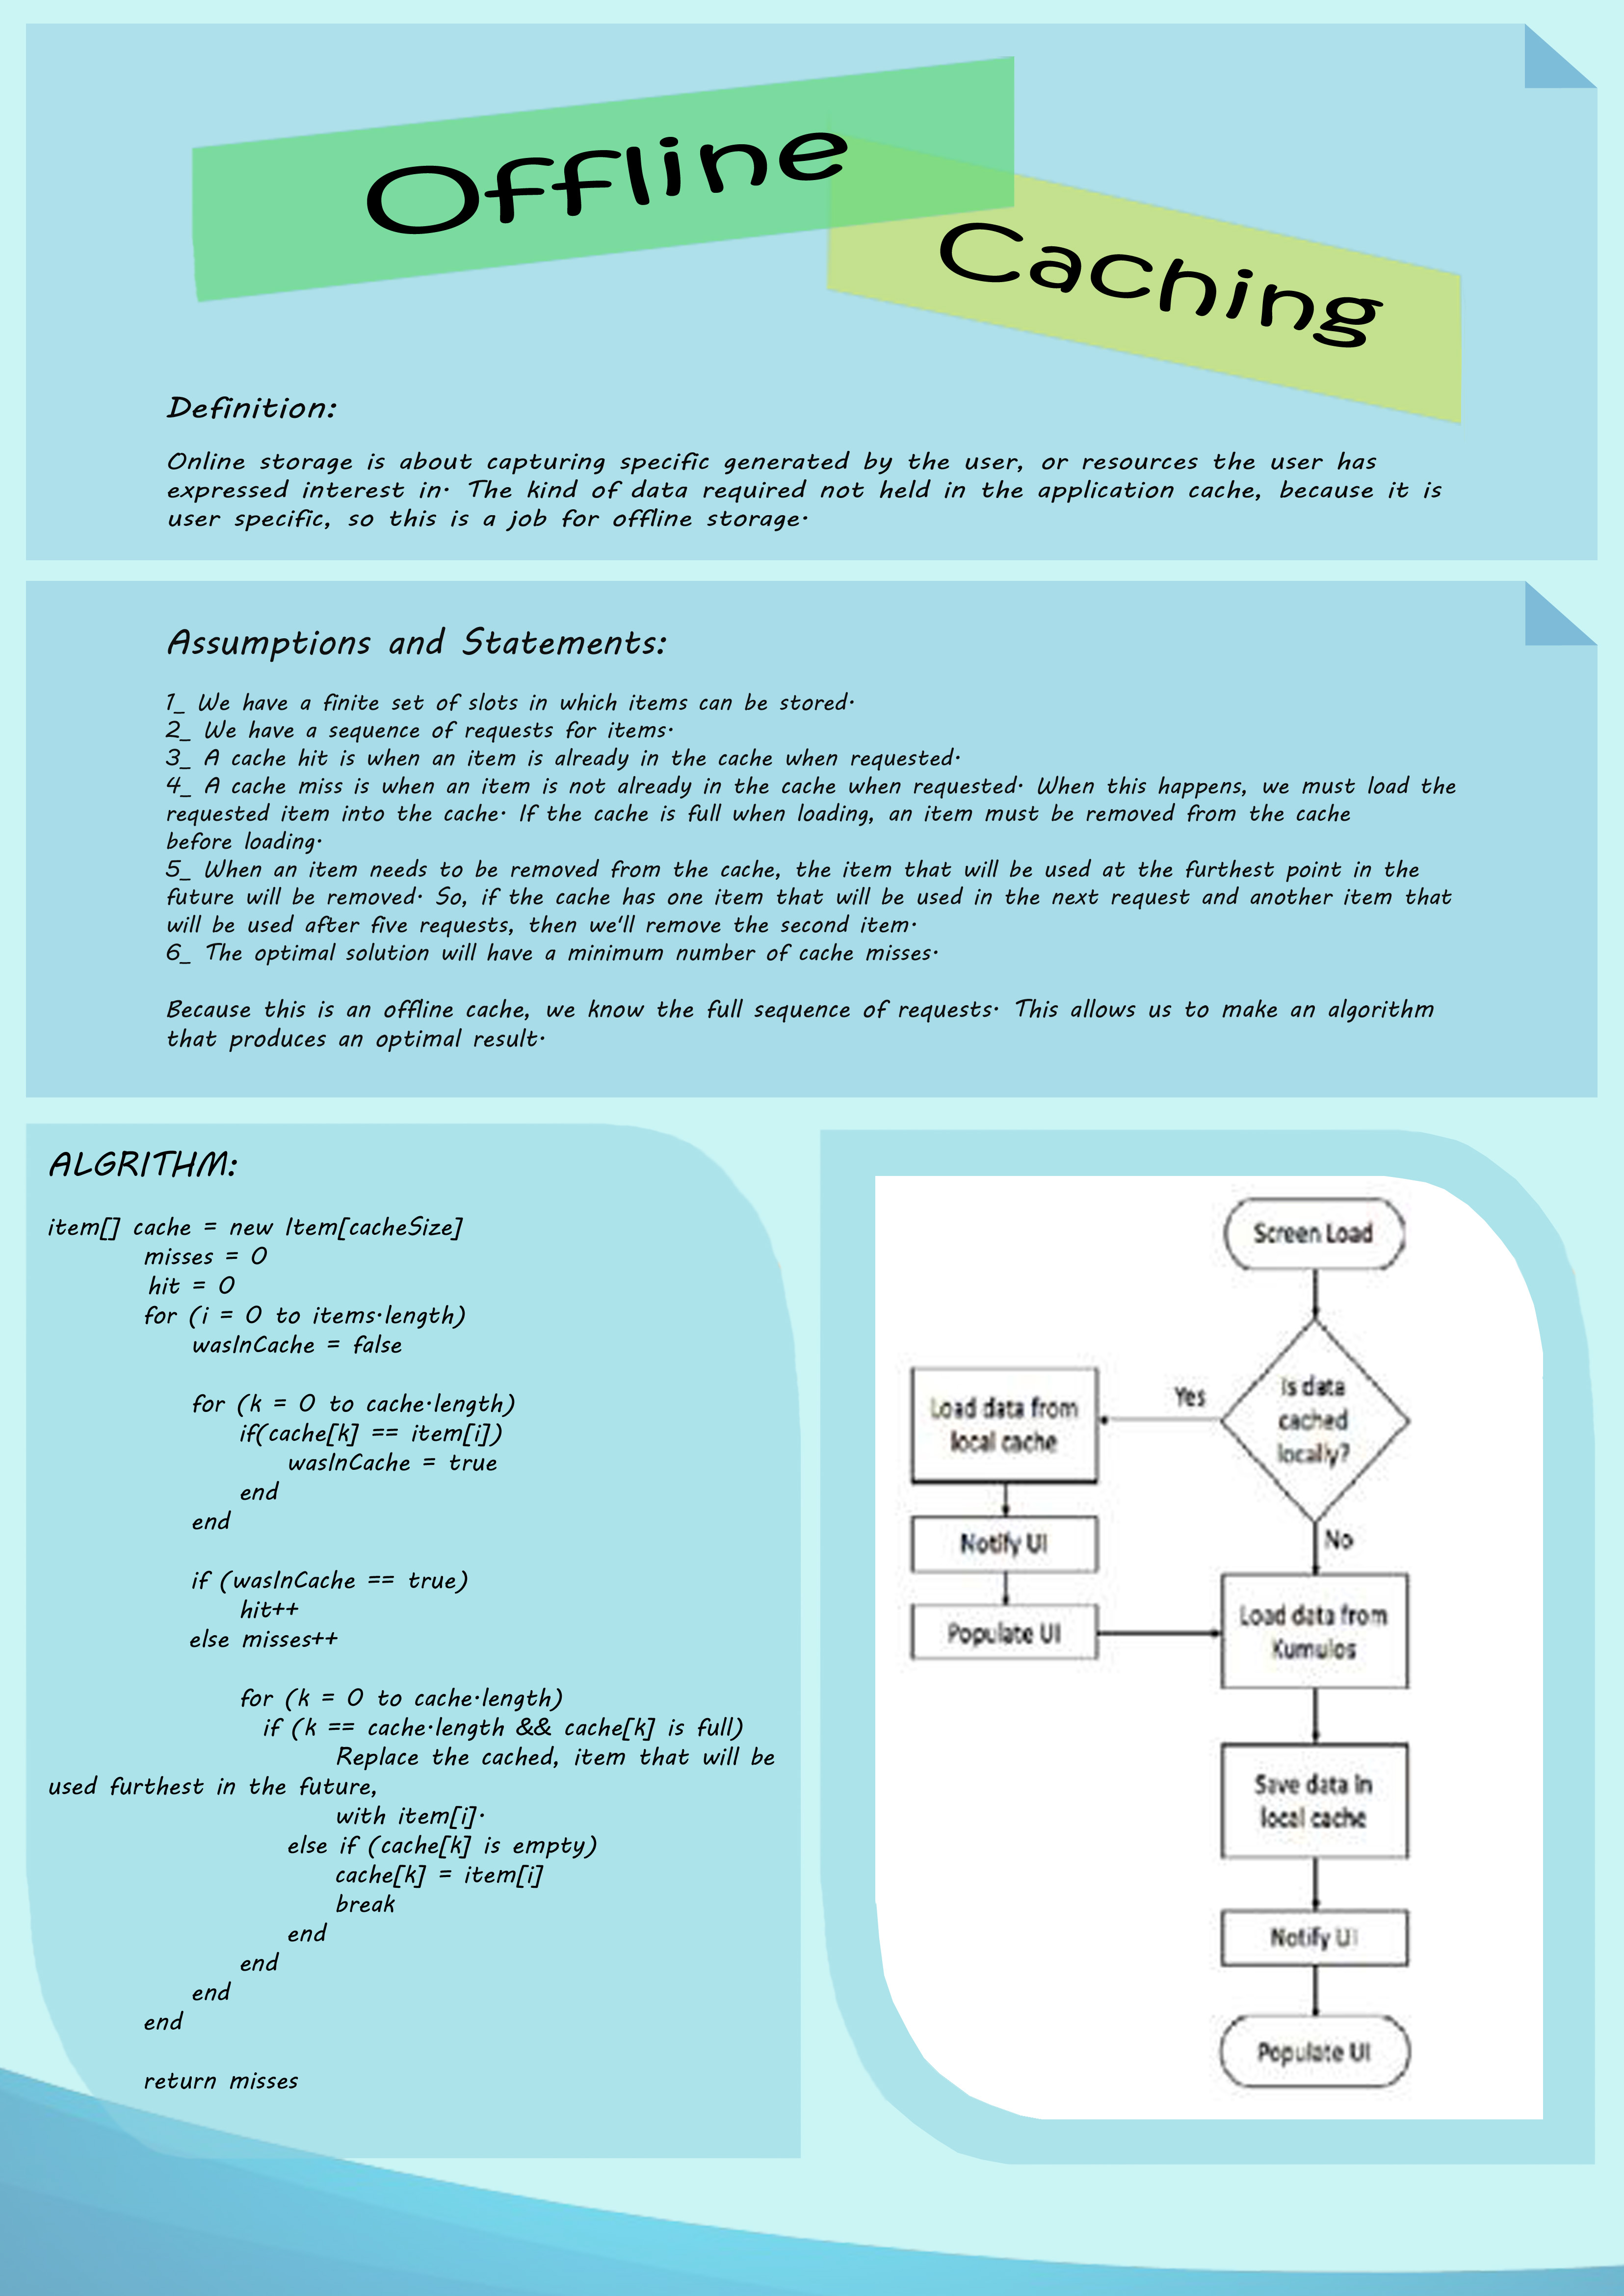 Offline
Caching
Definition:
Online storage is about capturing specific generated by the user, or resources the user has
expressed interest in. The kind of data required not held in the application cache, because it is
user specific, so this is a job for offline storage.
Assumptions and Statements:
1_ We have a finite set of slots in which items can be stored.
2_ We have a sequence of requests for items.
3_ A cache hit is when an item is already in the cache when requested.
4_ A cache miss is when an item is not already in the cache when requested. When this happens, we must load the
requested item into the cache. If the cache is full when loading, an item must be removed from the cache
before loading.
5_ When an item needs to be removed from the cache, the item that will be used at the furthest point in the
future will be removed. So, if the cache has one item that will be used in the next request and another item that
will be used after five requests, then we'll remove the second item.
6_ The optimal solution will have a minimum number of cache misses.
Because this is an offline cache, we know the full sequence of requests. This allows us to make an algorithm
that produces an optimal result.
ALGRITHM:
item[] cache = new Item[cacheSize]
misses = 0
hit = 0
for (i = 0 to items.length)
wasInCache = false
for (k = 0 to cache.length)
if(cache[k] == item[i])
wasInCache = true
end
end
if (wasInCache == true)
hit++
else misses++
for (k = 0 to cache.length)
if (k == cache.length && cache[k] is full)
Replace the cached, item that will be
used furthest in the future,
with item[i].
else if (cache[k] is empty)
cache[k] = item[i]
break
end
end
end
end
return misses
Screen Load
Is data
cached
locally?
Yes
Load data from
local cache
Notify UI
Populate UI
No
Load data from
Kumulos
Save data in
local cache
Notify UI
Populate UI